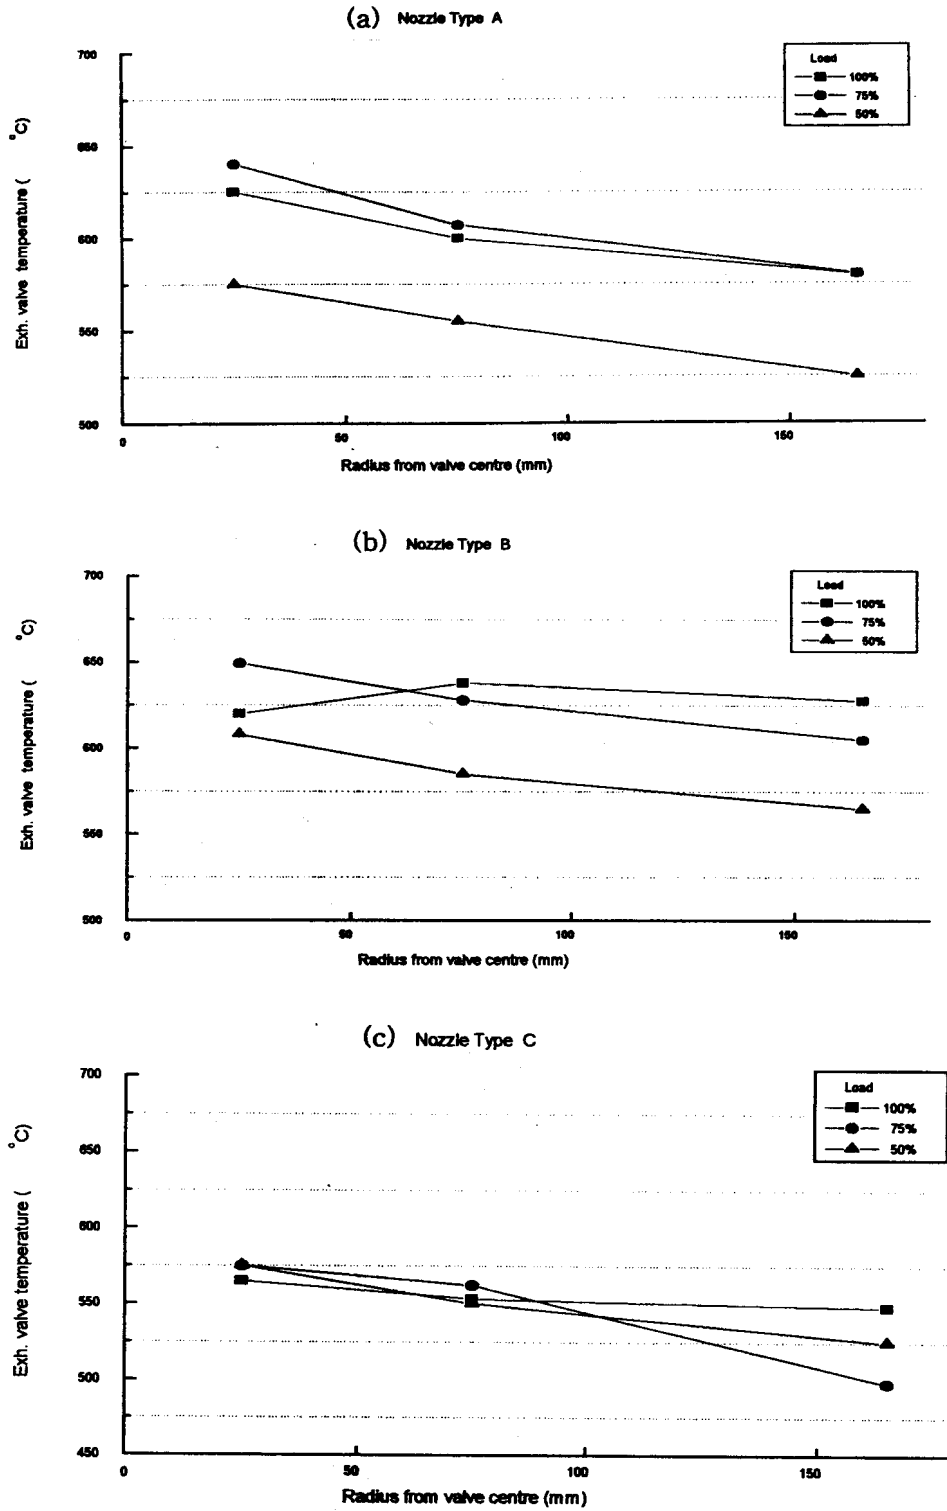 (a) Nozzle Type A
700
650
600
550
500
Exh. valve temperature ( °C)
Load
100%
75%
50%
0 50 100 150
Radius from valve centre (mm)
(b) Nozzle Type B
700
650
600
550
500
Exh. valve temperature ( °C)
Load
100%
75%
50%
0 50 100 150
Radius from valve centre (mm)
(c) Nozzle Type C
700
650
600
550
500
450
Exh. valve temperature ( °C)
Load
100%
75%
50%
0 50 100 150
Radius from valve centre (mm)